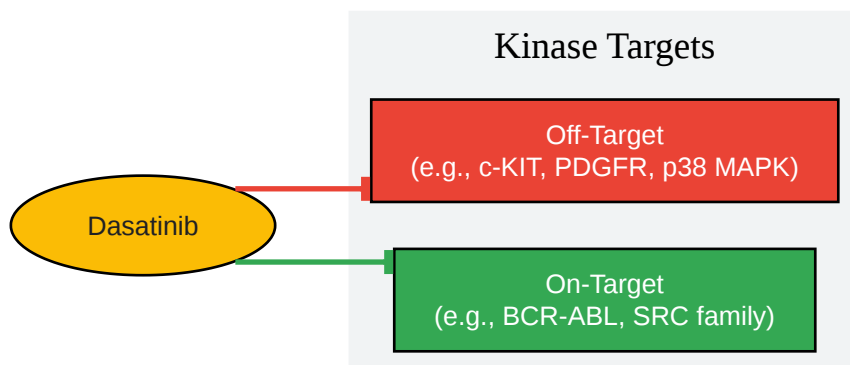 Kinase Targets
Off-Target
(e.g., c-KIT, PDGFR, p38 MAPK)
Dasatinib
On-Target
(e.g., BCR-ABL, SRC family)